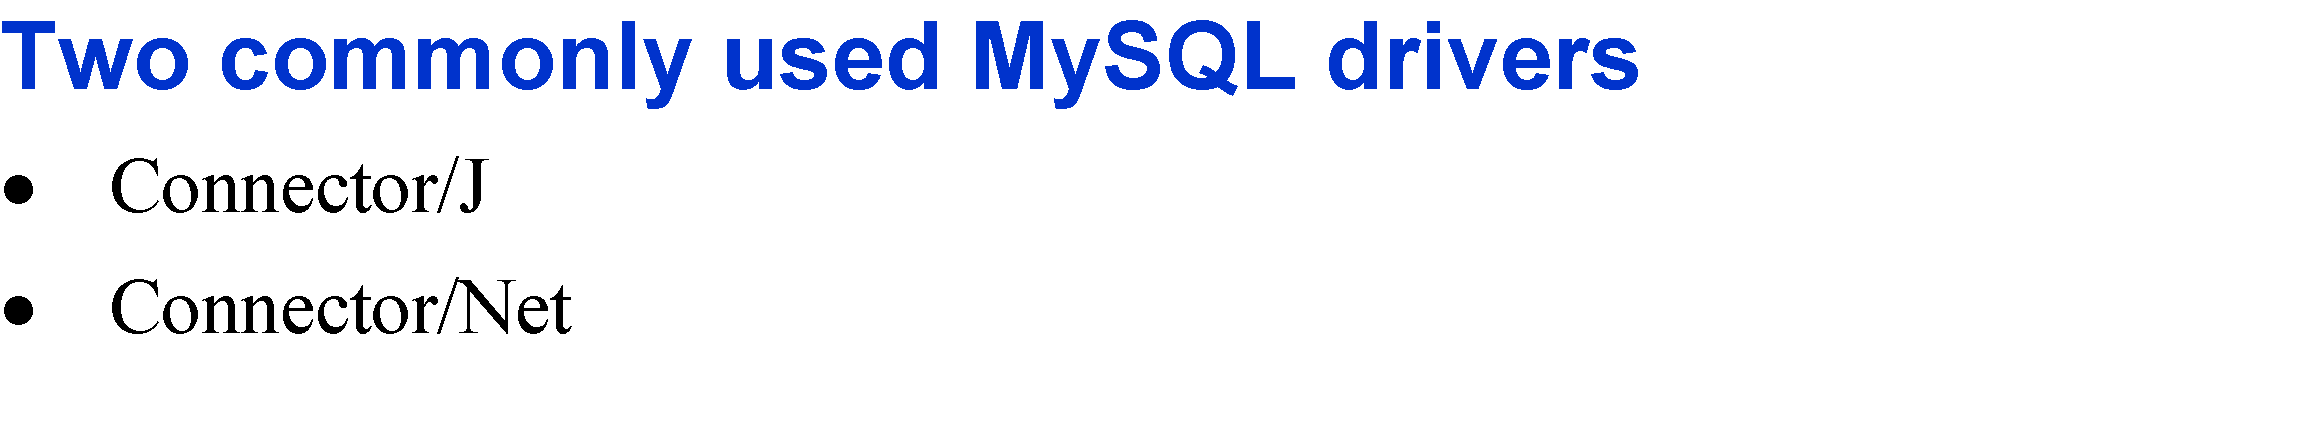 Two commonly used MySQL drivers
• Connector/J
• Connector/Net